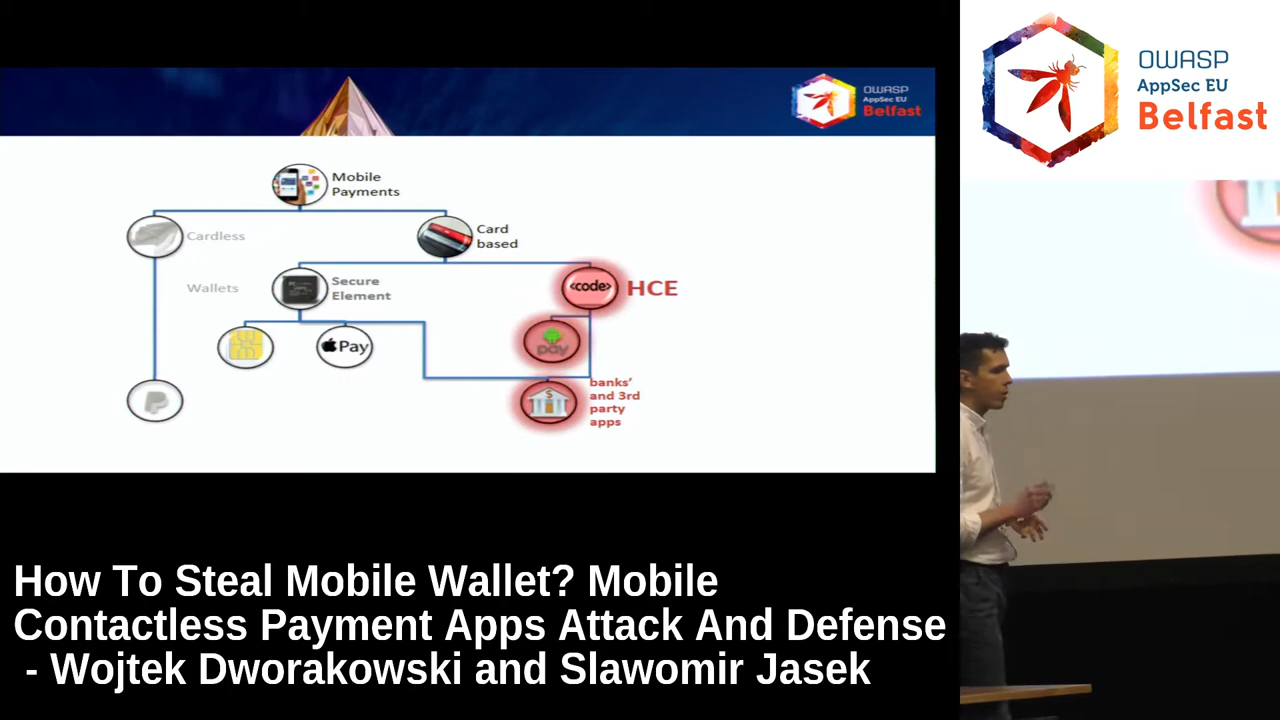 OWASP
AppSec EU
Belfast
OWASP
AppSec EU
Belfast
Mobile
Payments
Cardless
Card
based
Wallets
Secure
Element
<code>
HCE
Pay
pay
banks'
and 3rd
party
apps
How To Steal Mobile Wallet? Mobile
Contactless Payment Apps Attack And Defense
- Wojtek Dworakowski and Slawomir Jasek